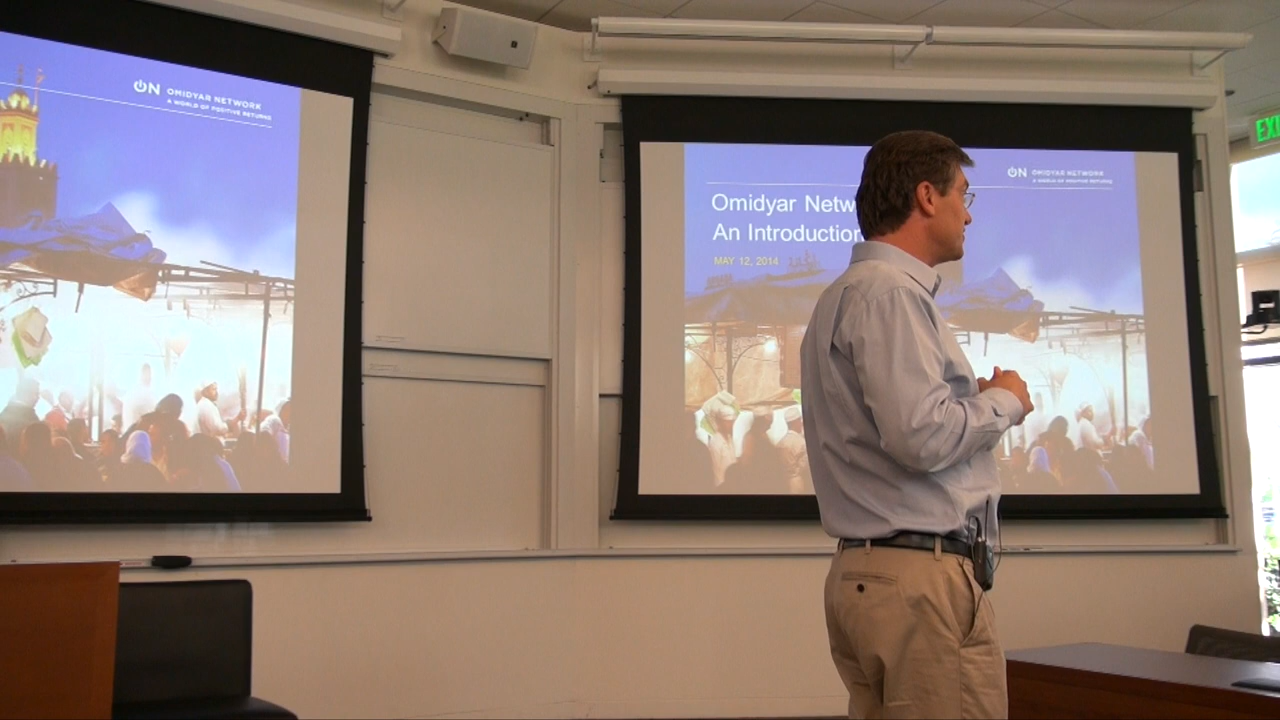 ON OMIDYAR NETWORK
A WORLD OF POSITIVE RETURNS
ON OMIDYAR NETWORK
A WORLD OF POSITIVE RETURNS
Omidyar Netw
An Introduction
MAY 12, 2014
EXI